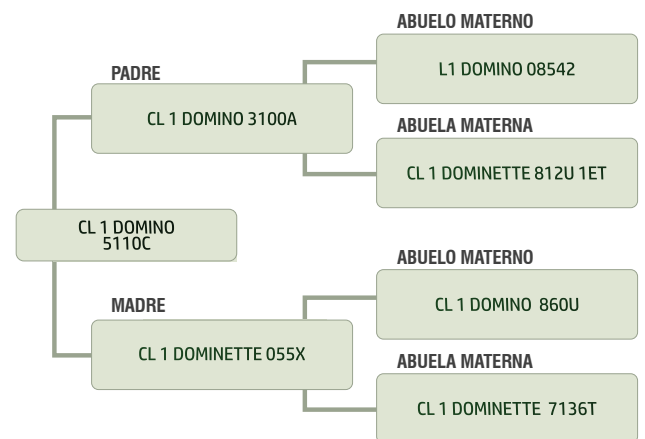 ABUELO MATERNO
L1 DOMINO 08542
PADRE
CL 1 DOMINO 3100A
ABUELA MATERNA
CL 1 DOMINETTE 812U 1ET
CL 1 DOMINO
5110C
ABUELO MATERNO
CL 1 DOMINO 860U
MADRE
CL 1 DOMINETTE 055X
ABUELA MATERNA
CL 1 DOMINETTE 7136T